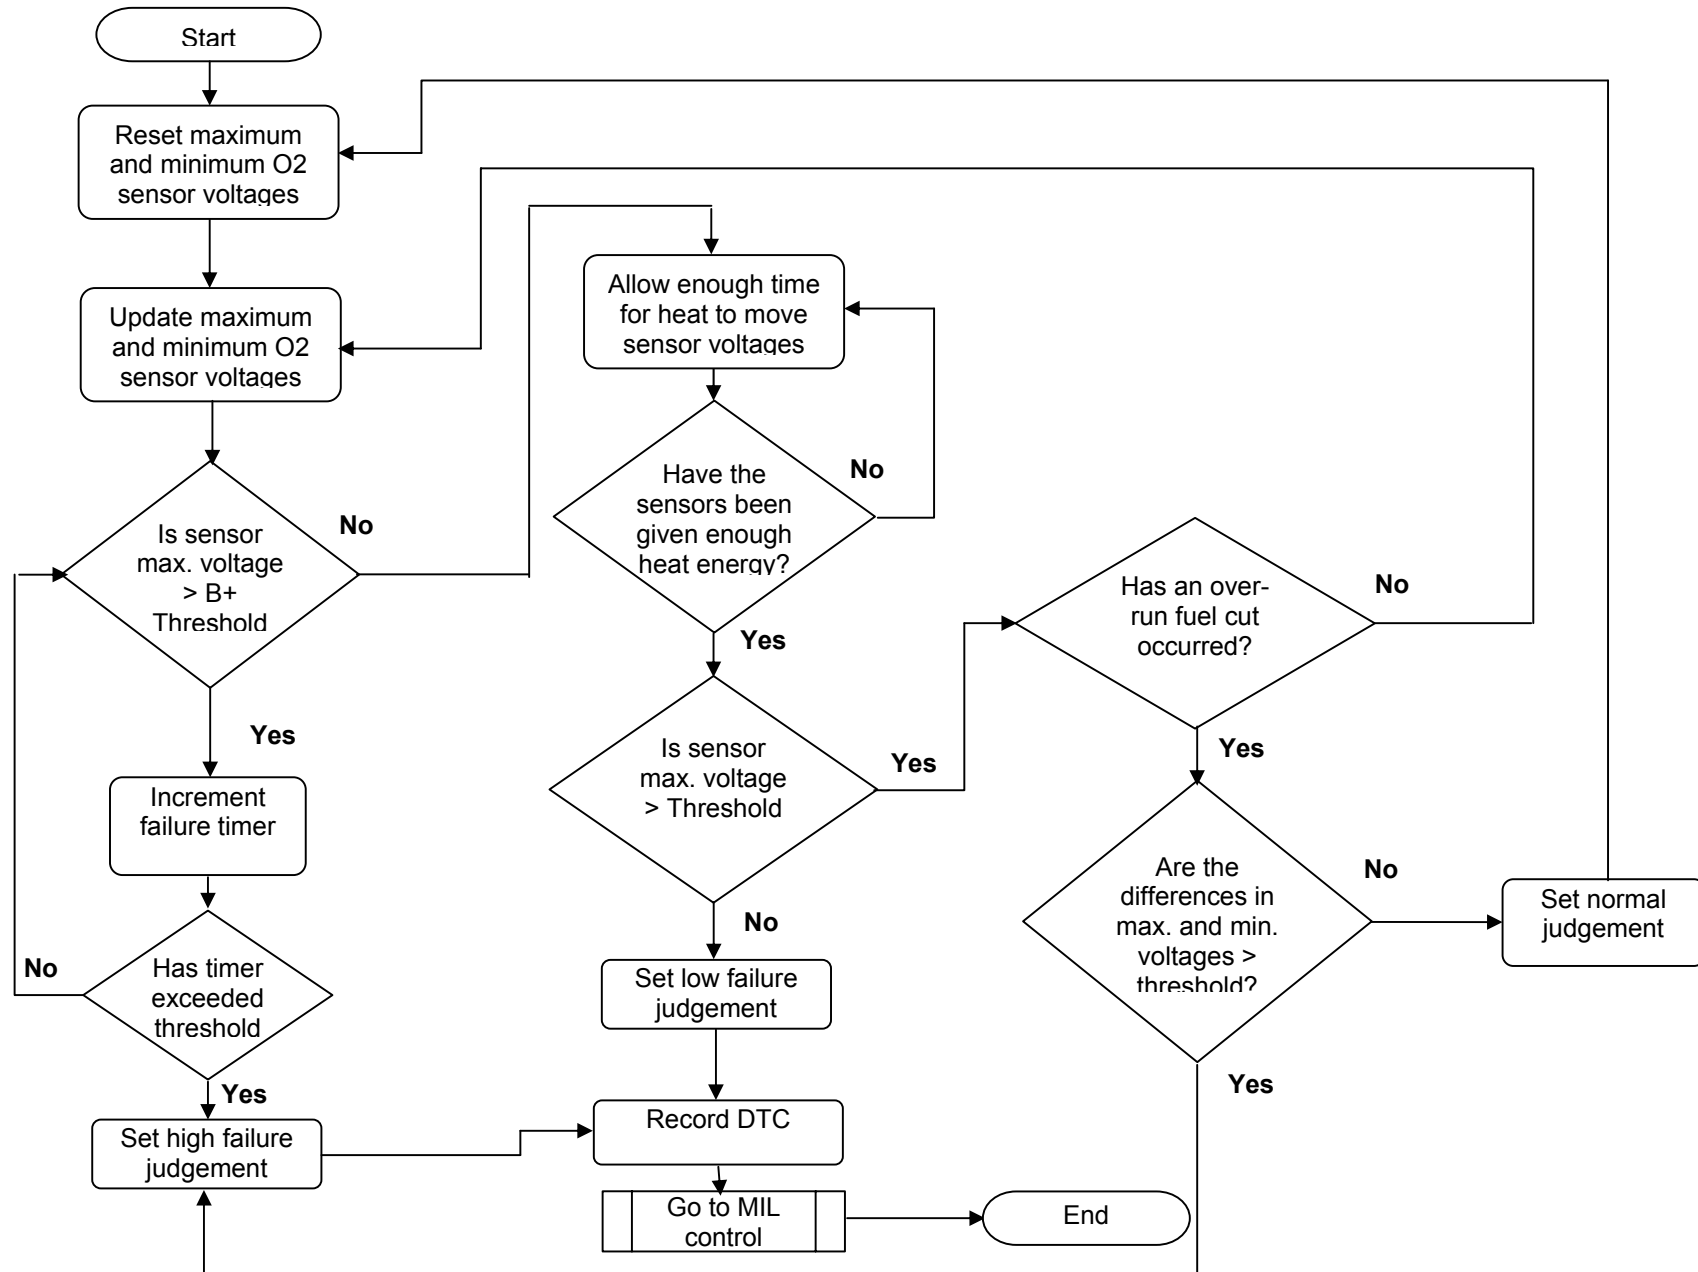 Start
Reset maximum
and minimum O2
sensor voltages
Update maximum
and minimum O2
sensor voltages
Is sensor
max. voltage
> B+
Threshold
No
Yes
Increment
failure timer
Has timer
exceeded
threshold
No
Yes
Set high failure
judgement
Allow enough time
for heat to move
sensor voltages
Have the
sensors been
given enough
heat energy?
No
Yes
Is sensor
max. voltage
> Threshold
Yes
No
Set low failure
judgement
Record DTC
Go to MIL
control
End
Has an over-
run fuel cut
occurred?
No
Yes
Are the
differences in
max. and min.
voltages >
threshold?
No
Yes
Set normal
judgement